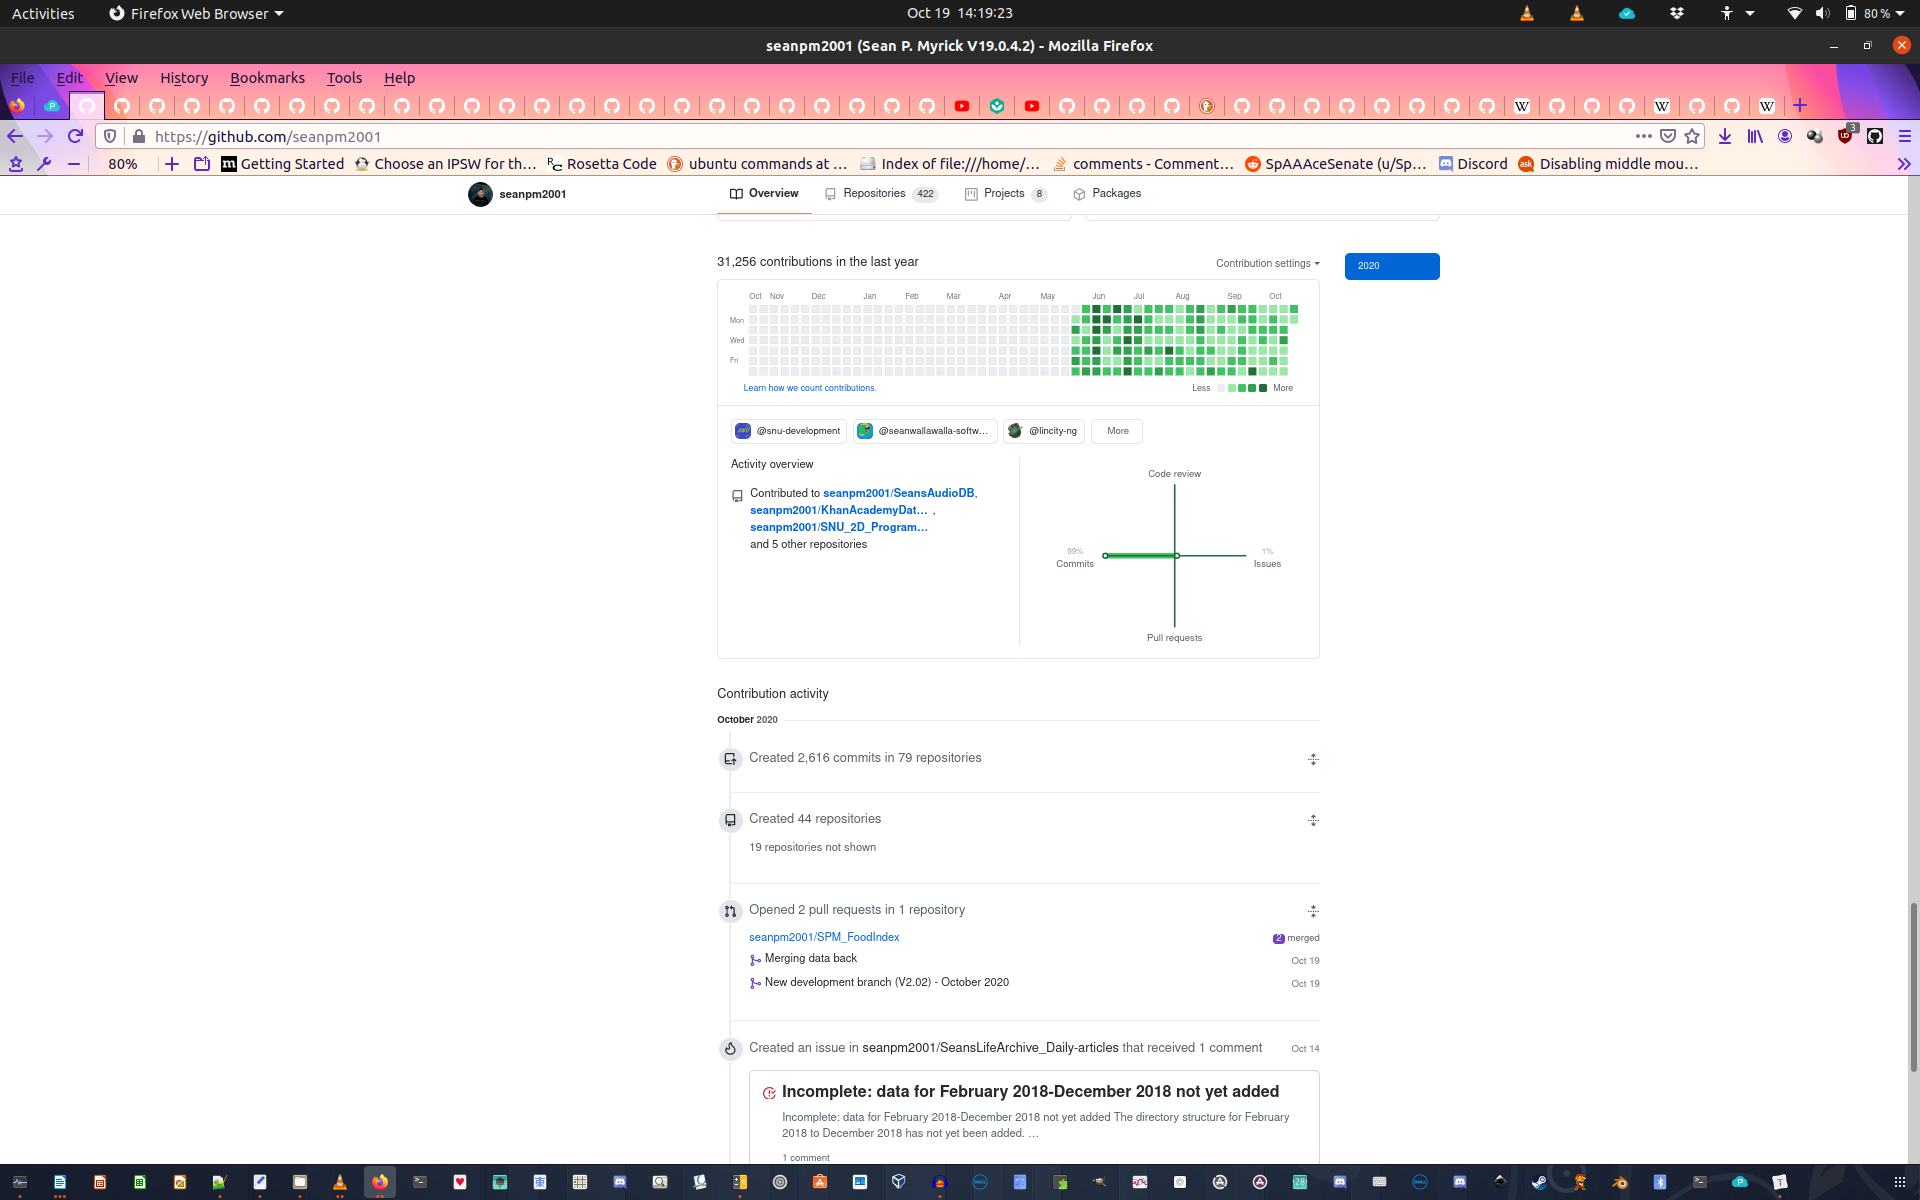 Activities
Firefox Web Browser
Oct 19 14:19:23
80 %
seanpm2001 (Sean P. Myrick V19.0.4.2) - Mozilla Firefox
File Edit View History Bookmarks Tools Help
https://github.com/seanpm2001
3
80%
Getting Started
Choose an IPSW for th…
Rosetta Code
ubuntu commands at …
Index of file:///home/…
comments - Comment…
SpAAAceSenate (u/Sp…
Discord
Disabling middle mou…
seanpm2001
Overview
Repositories 422
Projects 8
Packages
31,256 contributions in the last year
Contribution settings
2020
Oct Nov Dec Jan Feb Mar Apr May Jun Jul Aug Sep Oct
Mon
Wed
Fri
Learn how we count contributions.
Less More
@snu-development
@seanwallawalla-softw…
@lincity-ng
More
Activity overview
Contributed to seanpm2001/SeansAudioDB,
seanpm2001/KhanAcademyDat… ,
seanpm2001/SNU_2D_Program…
and 5 other repositories
Code review
99%
Commits
1%
Issues
Pull requests
Contribution activity
October 2020
Created 2,616 commits in 79 repositories
Created 44 repositories
19 repositories not shown
Opened 2 pull requests in 1 repository
seanpm2001/SPM_FoodIndex
2 merged
Merging data back
Oct 19
New development branch (V2.02) - October 2020
Oct 19
Created an issue in seanpm2001/SeansLifeArchive_Daily-articles that received 1 comment
Oct 14
Incomplete: data for February 2018-December 2018 not yet added
Incomplete: data for February 2018-December 2018 not yet added The directory structure for February
2018 to December 2018 has not yet been added. …
1 comment